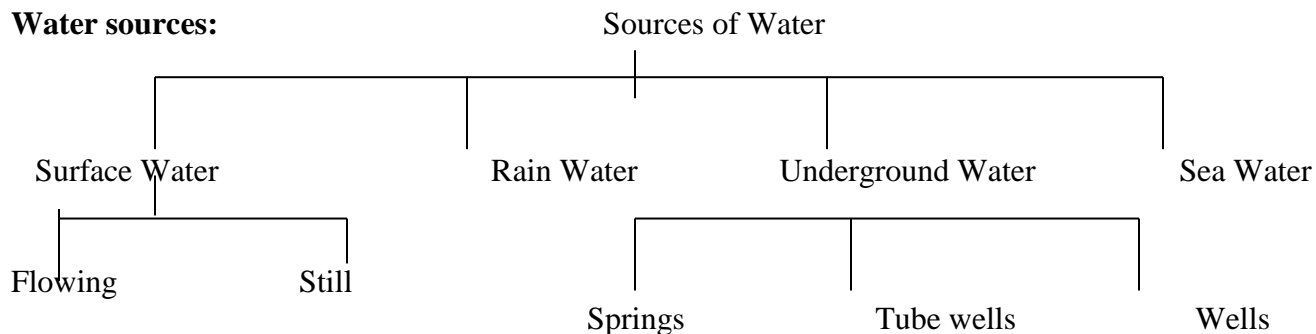 Water sources: Sources of Water
Surface Water Rain Water Underground Water Sea Water
Flowing Still
Springs Tube wells Wells